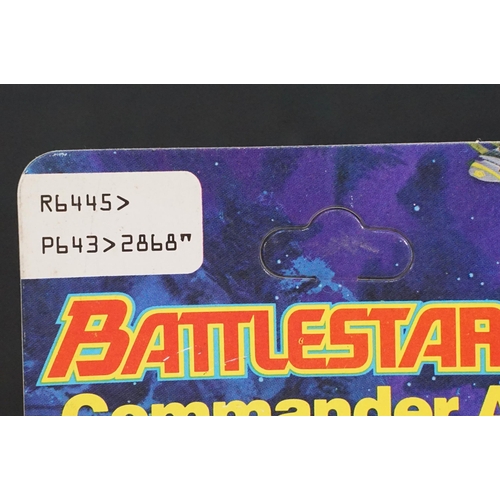 R6445>
P643>2868"
BATTLESTAR
Commander A